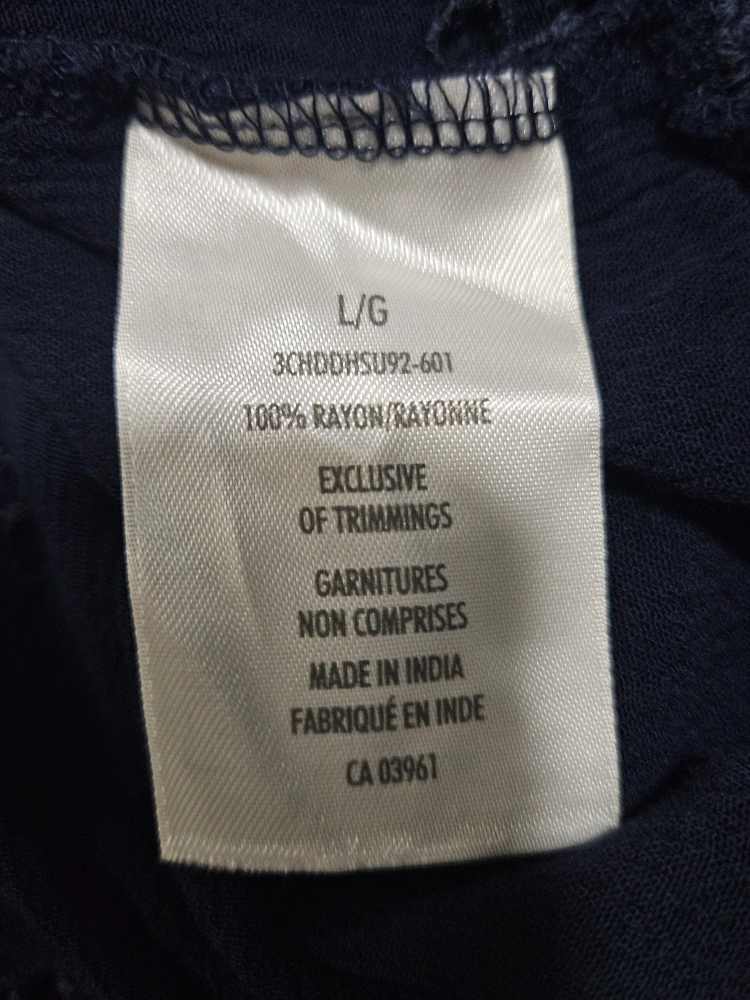 L/G
3CHDDHSU92-601
100% RAYON/RAYONNE
EXCLUSIVE
OF TRIMMINGS
GARNITURES
NON COMPRISES
MADE IN INDIA
FABRIQUÉ EN INDE
CA 03961